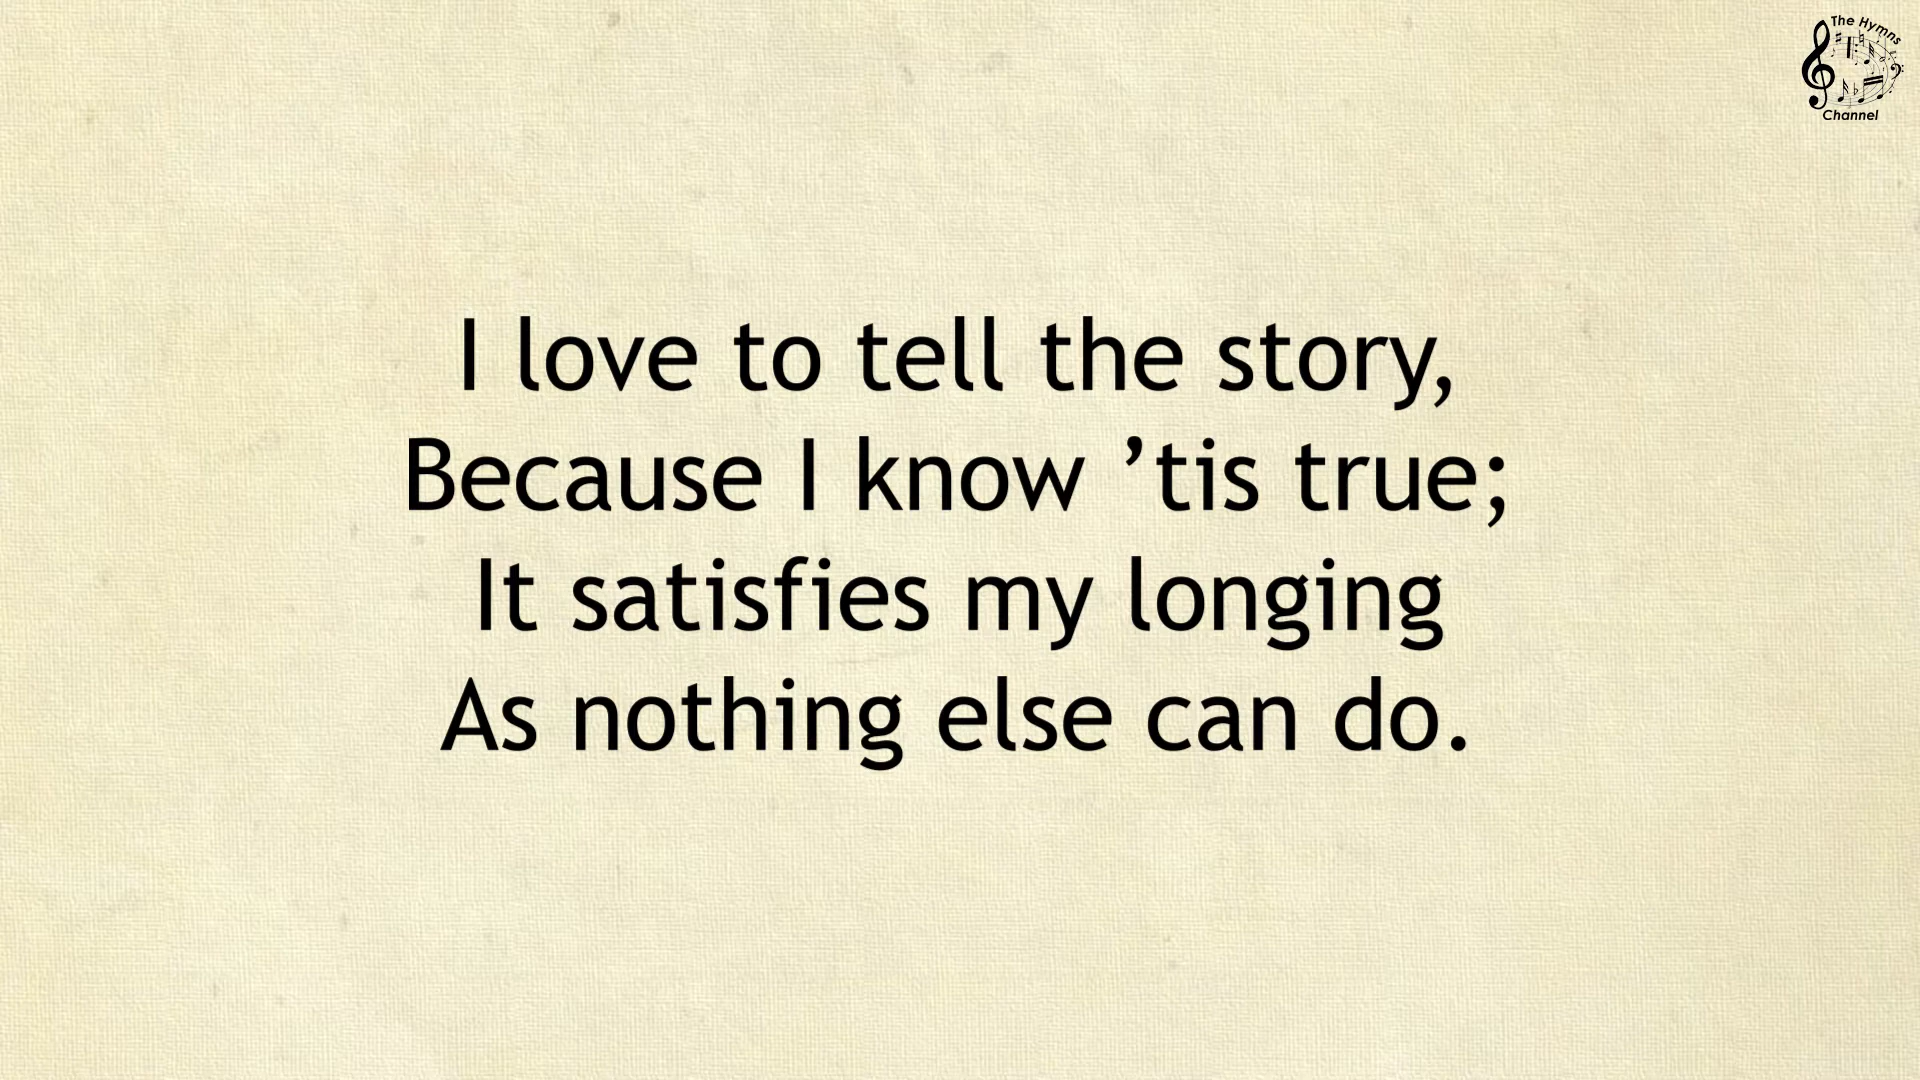 The Hymns
Channel
I love to tell the story,
Because I know ’tis true;
It satisfies my longing
As nothing else can do.